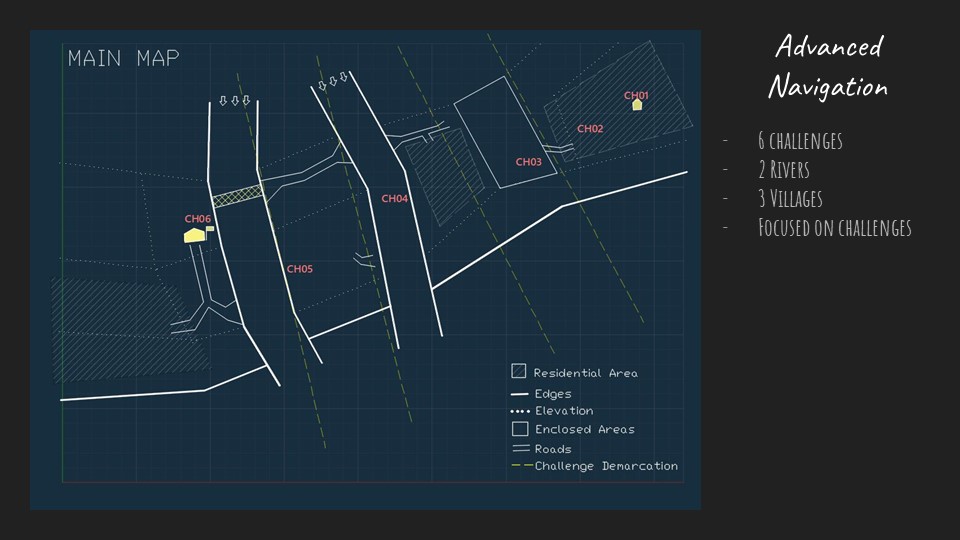 MAIN MAP
CH01
CH02
CH03
CH04
CH05
CH06
Residential Area
Edges
Elevation
Enclosed Areas
Roads
Challenge Demarcation
Advanced
Navigation
- 6 CHALLENGES
- 2 RIVERS
- 3 VILLAGES
- FOCUSED ON CHALLENGES